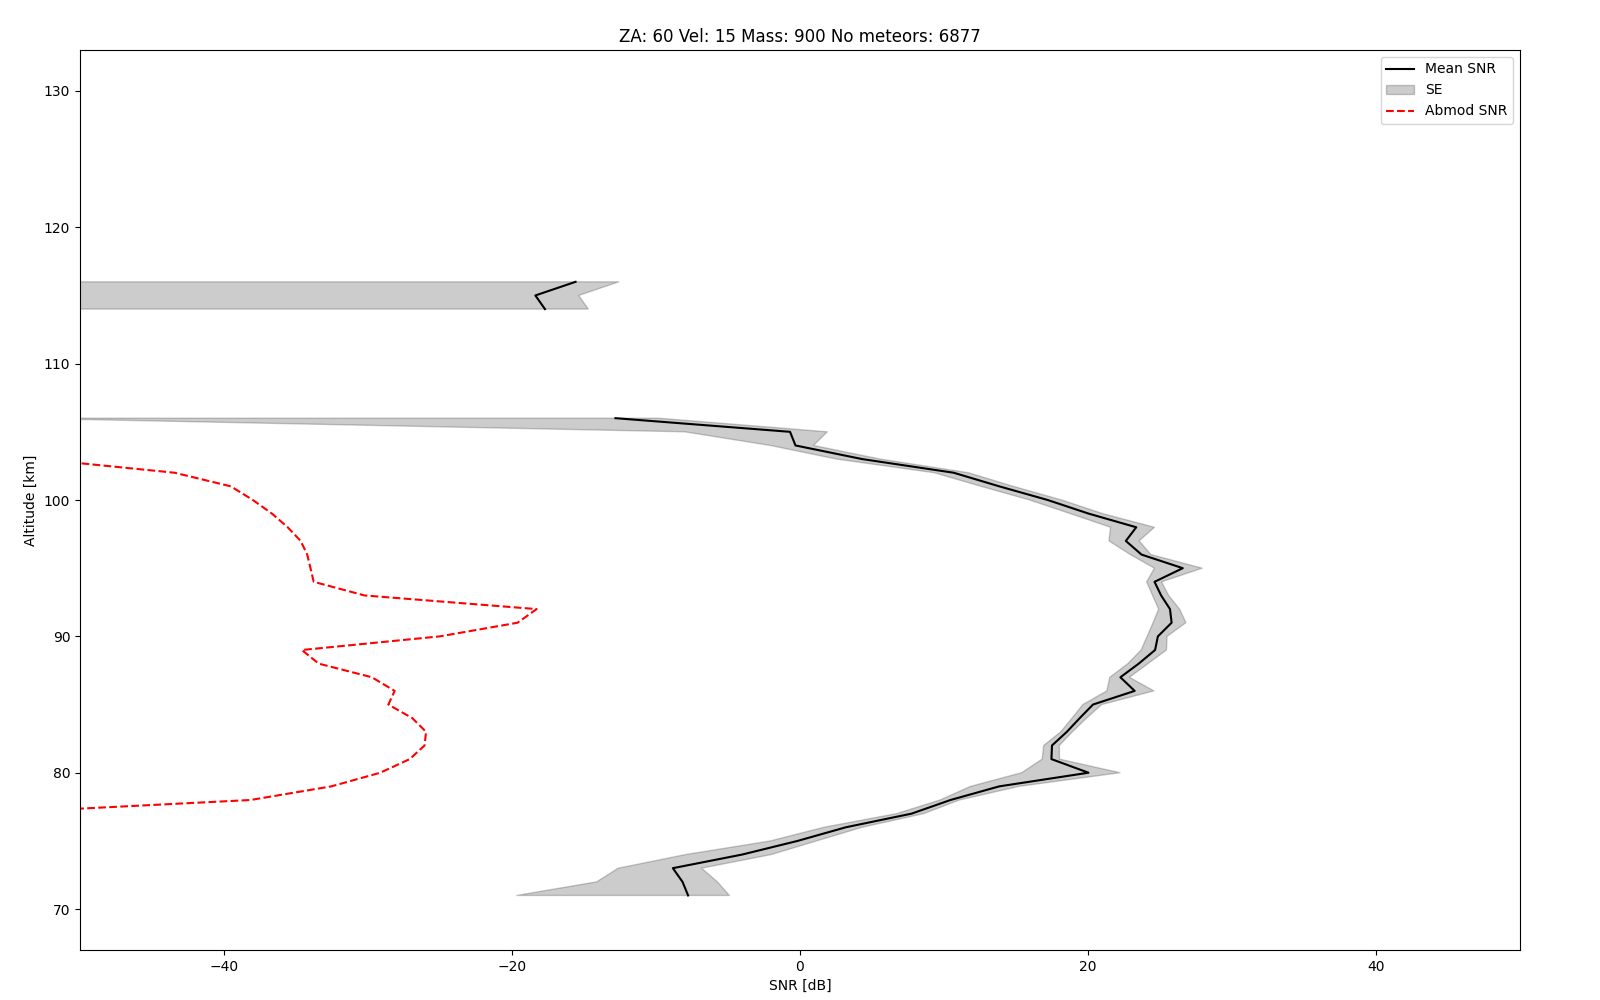 ZA: 60 Vel: 15 Mass: 900 No meteors: 6877
Mean SNR
SE
Abmod SNR
130
120
110
100
90
80
70
Altitude [km]
−40
−20
0
20
40
SNR [dB]